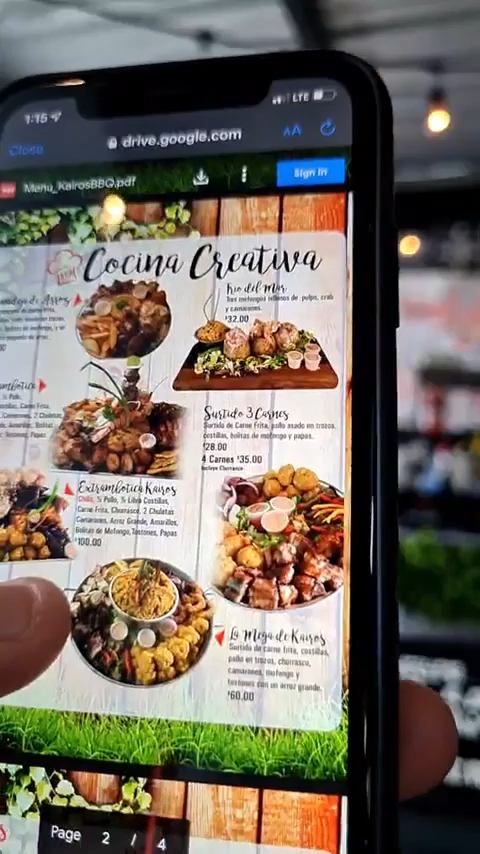 1:15
LTE
Close
drive.google.com
AA
Menu_KairosBBQ.pdf
Sign in
Cocina Creativa
Trio del Mar
Tres mofongos rellenos de pulpo, crab
y camarones.
$32.00
Surtido 3 Carnes
Surtido de Carne Frita, pollo asado en trozos,
costillas, bolitas de mofongo y papas.
$28.00
4 Carnes $35.00
Incluye Churrasco
Extrambótica Kairos
½ Pollo, ½ Libra Costillas,
Carne Frita, Churrasco, 2 Chuletas
Camarones, Arroz Grande, Amarillos,
Bolitas de Mofongo, Tostones, Papas
$100.00
La Mega de Kairos
Surtido de carne frita, costillas,
pollo en trozos, churrasco,
camarones, mofongo y
tostones con un arroz grande.
$60.00
Page 2 / 4